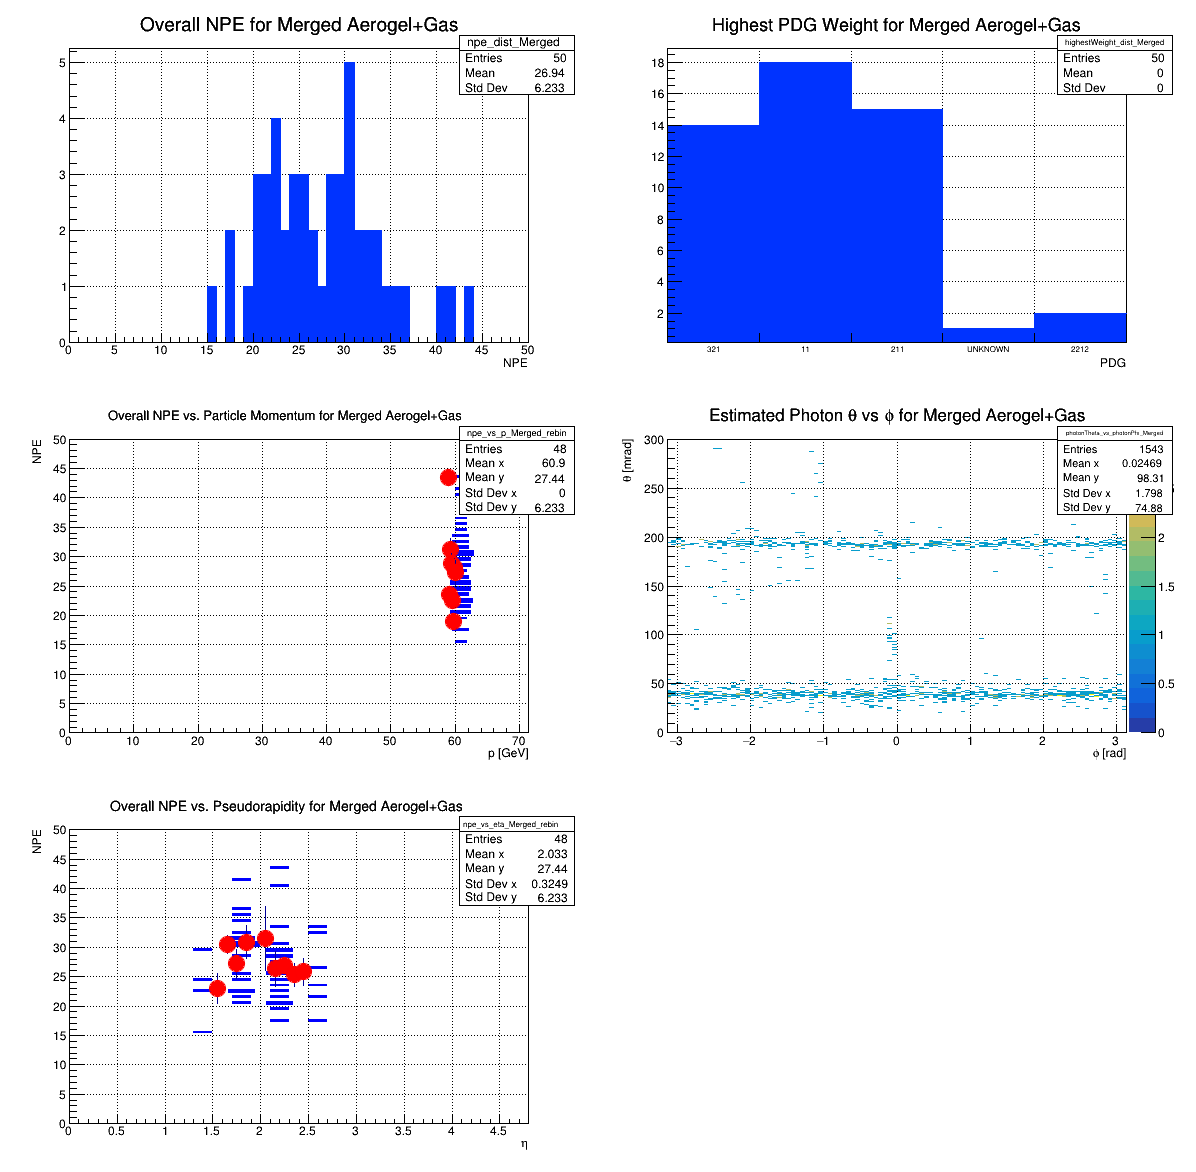 Overall NPE for Merged Aerogel+Gas
npe_dist_Merged
Entries 50
Mean 26.94
Std Dev 6.233
5
4
3
2
1
0
0 5 10 15 20 25 30 35 40 45 50
NPE
Highest PDG Weight for Merged Aerogel+Gas
highestWeight_dist_Merged
Entries 50
Mean 0
Std Dev 0
18
16
14
12
10
8
6
4
2
321 11 211 UNKNOWN 2212
PDG
Overall NPE vs. Particle Momentum for Merged Aerogel+Gas
npe_vs_p_Merged_rebin
Entries 48
Mean x 60.9
Mean y 27.44
Std Dev x 0
Std Dev y 6.233
NPE
50
45
40
35
30
25
20
15
10
5
0
0 10 20 30 40 50 60 70
p [GeV]
Estimated Photon θ vs ϕ for Merged Aerogel+Gas
photonTheta_vs_photonPhi_Merged
Entries 1543
Mean x 0.02469
Mean y 98.31
Std Dev x 1.798
Std Dev y 74.88
θ [mrad]
300
250
200
150
100
50
0
−3 −2 −1 0 1 2 3
ϕ [rad]
2
1.5
1
0.5
0
Overall NPE vs. Pseudorapidity for Merged Aerogel+Gas
npe_vs_eta_Merged_rebin
Entries 48
Mean x 2.033
Mean y 27.44
Std Dev x 0.3249
Std Dev y 6.233
NPE
50
45
40
35
30
25
20
15
10
5
0
0 0.5 1 1.5 2 2.5 3 3.5 4 4.5
η